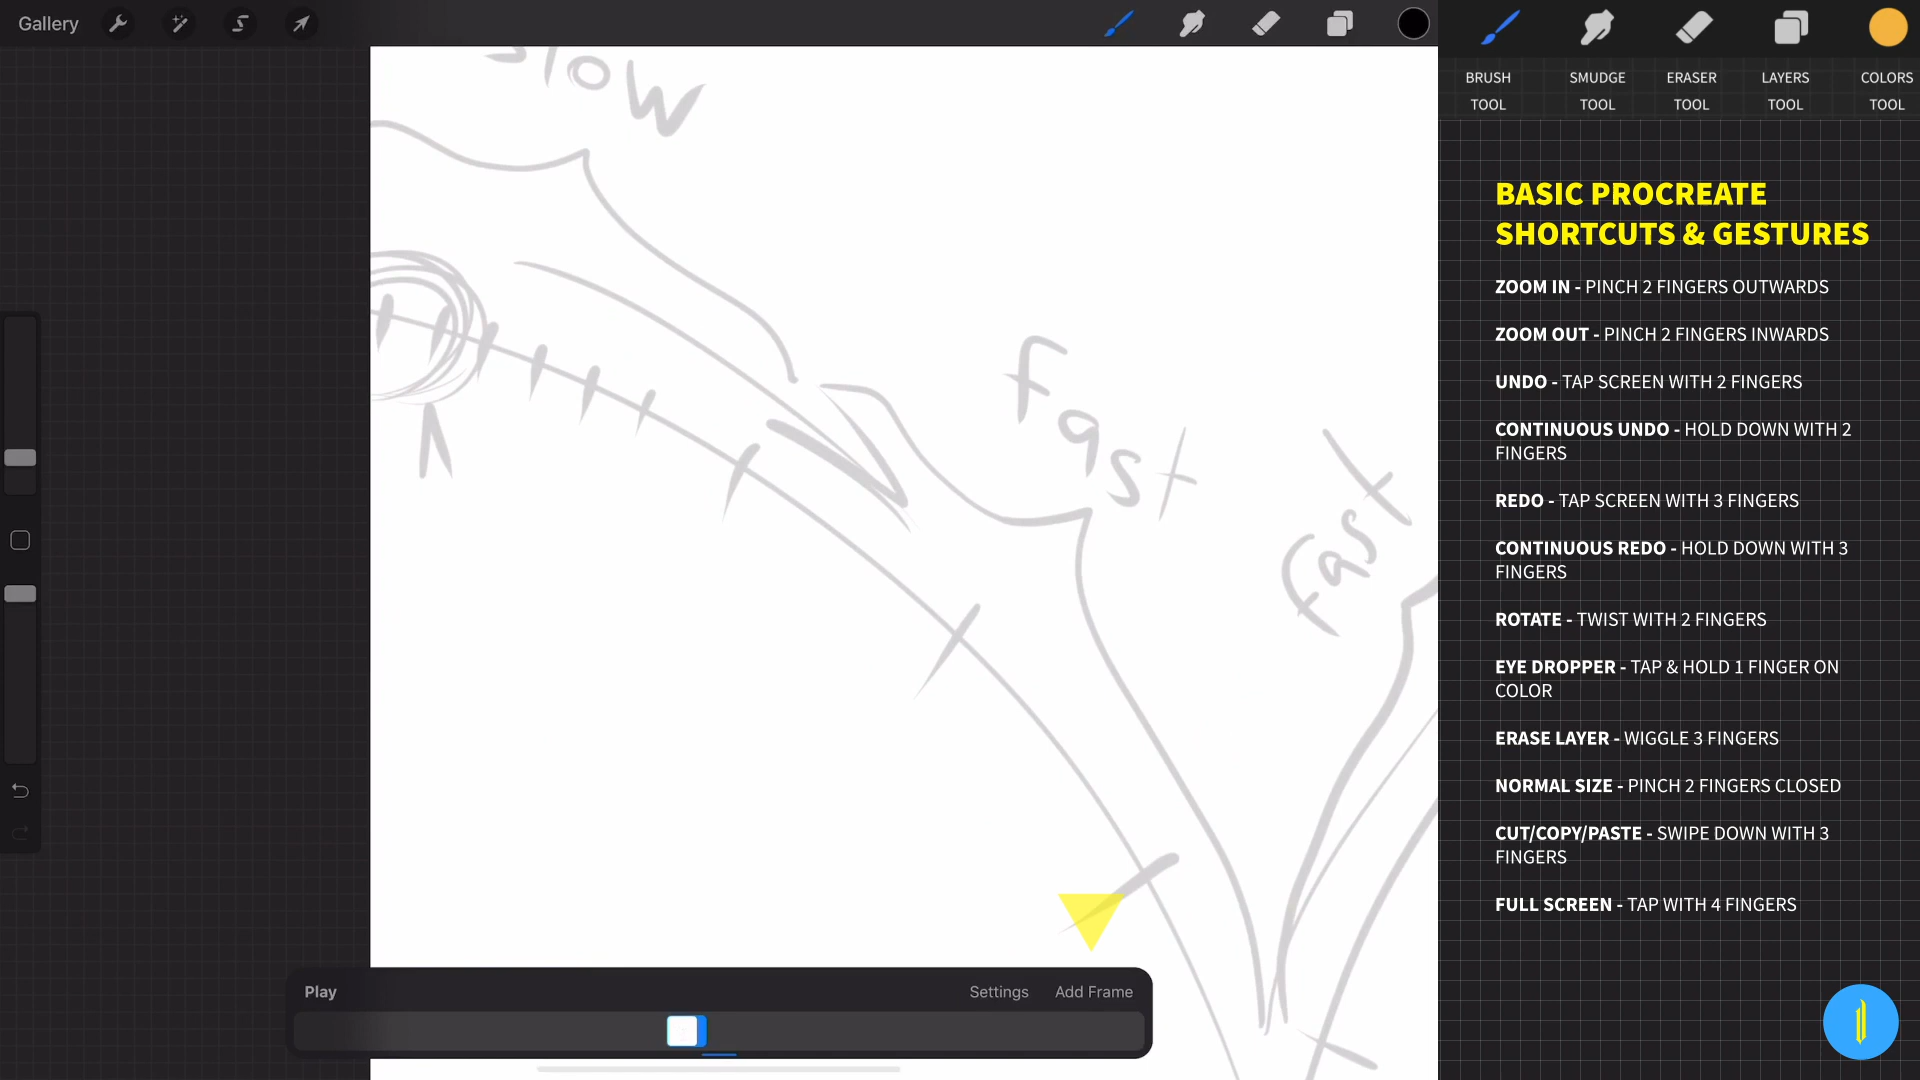 Gallery
slow
fast
fast
Play
Settings
Add Frame
BRUSH TOOL
SMUDGE TOOL
ERASER TOOL
LAYERS TOOL
COLORS TOOL
BASIC PROCREATE
SHORTCUTS & GESTURES
ZOOM IN - PINCH 2 FINGERS OUTWARDS
ZOOM OUT - PINCH 2 FINGERS INWARDS
UNDO - TAP SCREEN WITH 2 FINGERS
CONTINUOUS UNDO - HOLD DOWN WITH 2
FINGERS
REDO - TAP SCREEN WITH 3 FINGERS
CONTINUOUS REDO - HOLD DOWN WITH 3
FINGERS
ROTATE - TWIST WITH 2 FINGERS
EYE DROPPER - TAP & HOLD 1 FINGER ON
COLOR
ERASE LAYER - WIGGLE 3 FINGERS
NORMAL SIZE - PINCH 2 FINGERS CLOSED
CUT/COPY/PASTE - SWIPE DOWN WITH 3
FINGERS
FULL SCREEN - TAP WITH 4 FINGERS